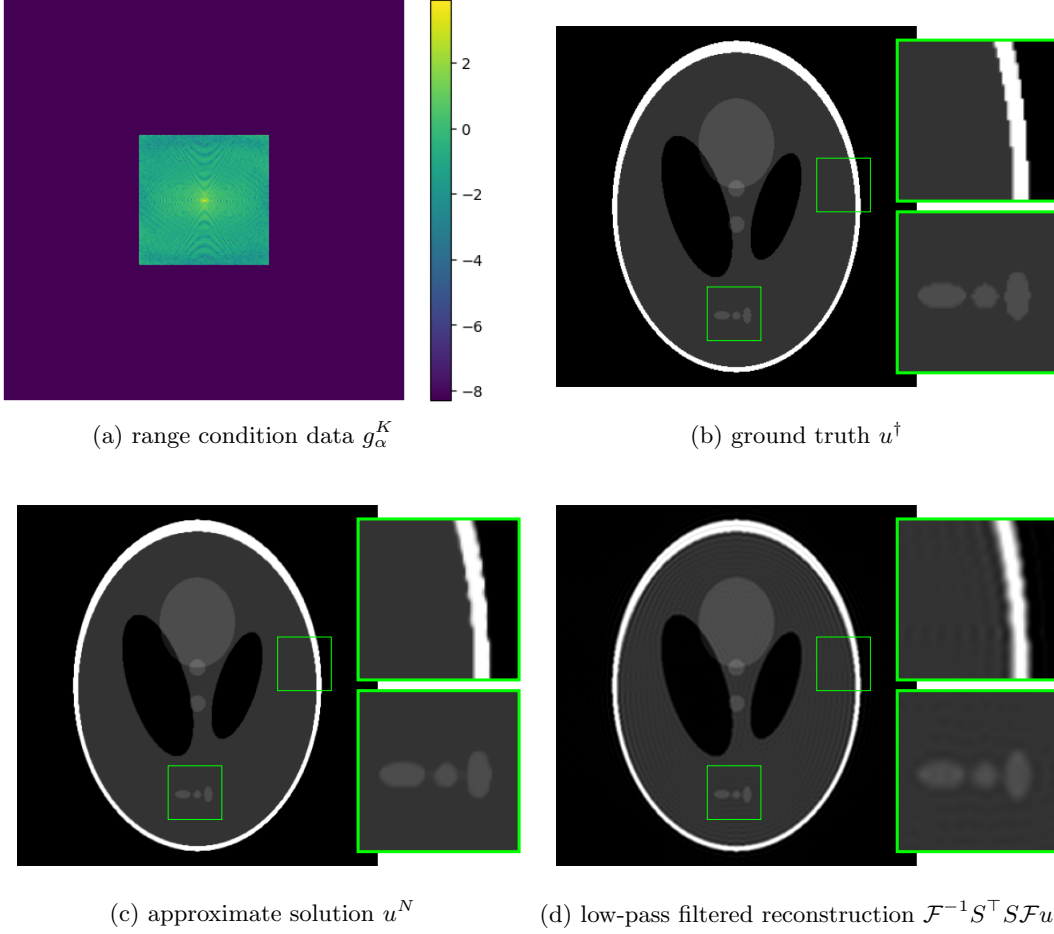 2
0
−2
−4
−6
−8
(a) range condition data $g_\alpha^K$
(b) ground truth $u^\dagger$
(c) approximate solution $u^N$
(d) low-pass filtered reconstruction $\mathcal{F}^{-1}S^\top S\mathcal{F}u$